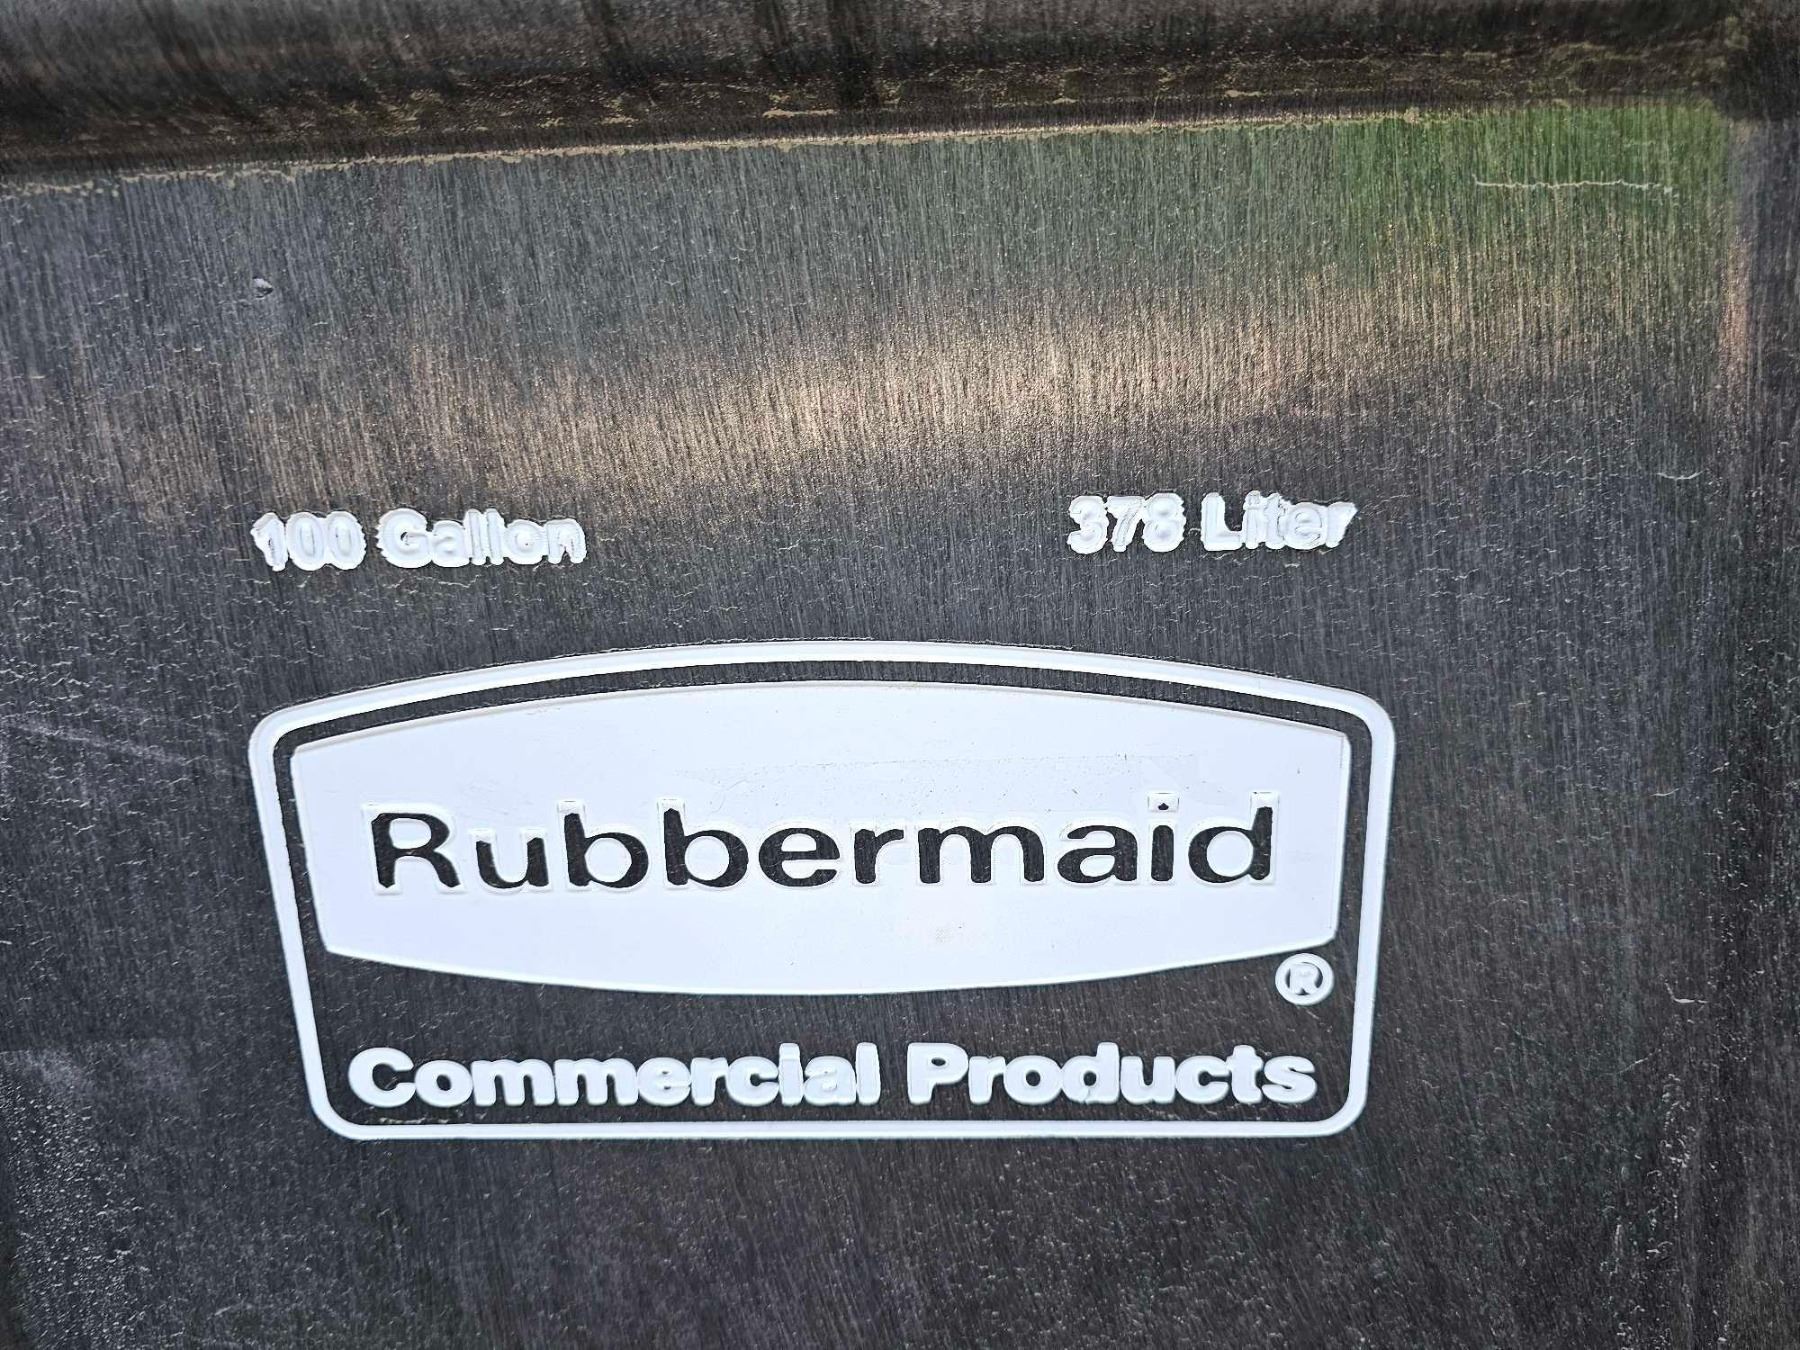 100 Gallon 378 Liter
Rubbermaid
®
Commercial Products